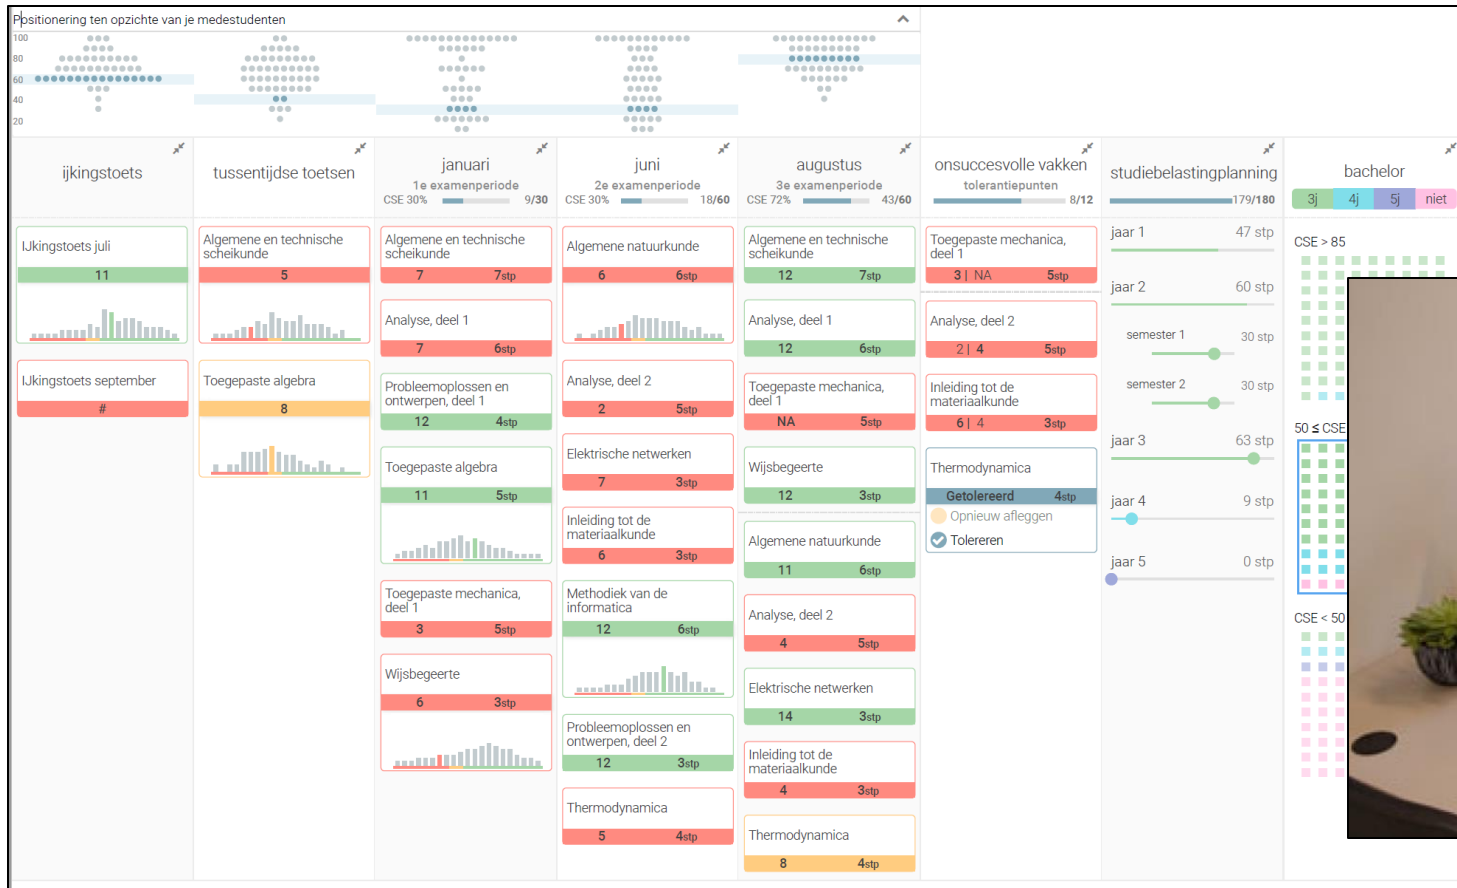 Positionering ten opzichte van je medestudenten
100
80
60
40
20
ijkingstoets
tussentijdse toetsen
januari
1e examenperiode
CSE 30% 9/30
juni
2e examenperiode
CSE 30% 18/60
augustus
3e examenperiode
CSE 72% 43/60
onsuccesvolle vakken
tolerantiepunten
8/12
studiebelastingplanning
179/180
bachelor
3j 4j 5j niet
IJkingstoets juli
11
IJkingstoets september
#
Algemene en technische
scheikunde
5
Toegepaste algebra
8
Algemene en technische
scheikunde
7 7stp
Analyse, deel 1
7 6stp
Probleemoplossen en
ontwerpen, deel 1
12 4stp
Toegepaste algebra
11 5stp
Toegepaste mechanica,
deel 1
3 5stp
Wijsbegeerte
6 3stp
Algemene natuurkunde
6 6stp
Analyse, deel 2
2 5stp
Elektrische netwerken
7 3stp
Inleiding tot de
materiaalkunde
6 3stp
Methodiek van de
informatica
12 6stp
Probleemoplossen en
ontwerpen, deel 2
12 3stp
Thermodynamica
5 4stp
Algemene en technische
scheikunde
12 7stp
Analyse, deel 1
12 6stp
Toegepaste mechanica,
deel 1
NA 5stp
Wijsbegeerte
12 3stp
Algemene natuurkunde
11 6stp
Analyse, deel 2
4 5stp
Elektrische netwerken
14 3stp
Inleiding tot de
materiaalkunde
4 3stp
Thermodynamica
8 4stp
Toegepaste mechanica,
deel 1
3 | NA 5stp
Analyse, deel 2
2 | 4 5stp
Inleiding tot de
materiaalkunde
6 | 4 3stp
Thermodynamica
Getolereerd 4stp
Opnieuw afleggen
Tolereren
jaar 1 47 stp
jaar 2 60 stp
semester 1 30 stp
semester 2 30 stp
jaar 3 63 stp
jaar 4 9 stp
jaar 5 0 stp
CSE > 85
50 ≤ CSE
CSE < 50